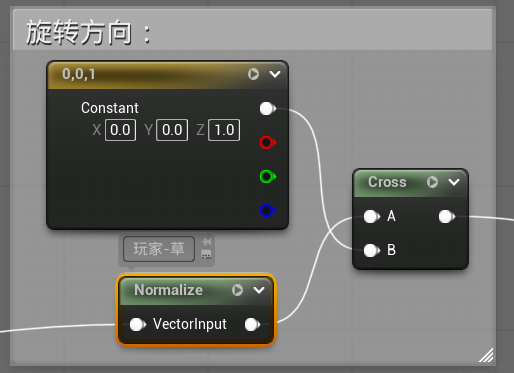 旋转方向：
0,0,1
Constant
X 0.0 Y 0.0 Z 1.0
Cross
A
B
玩家-草
Normalize
VectorInput